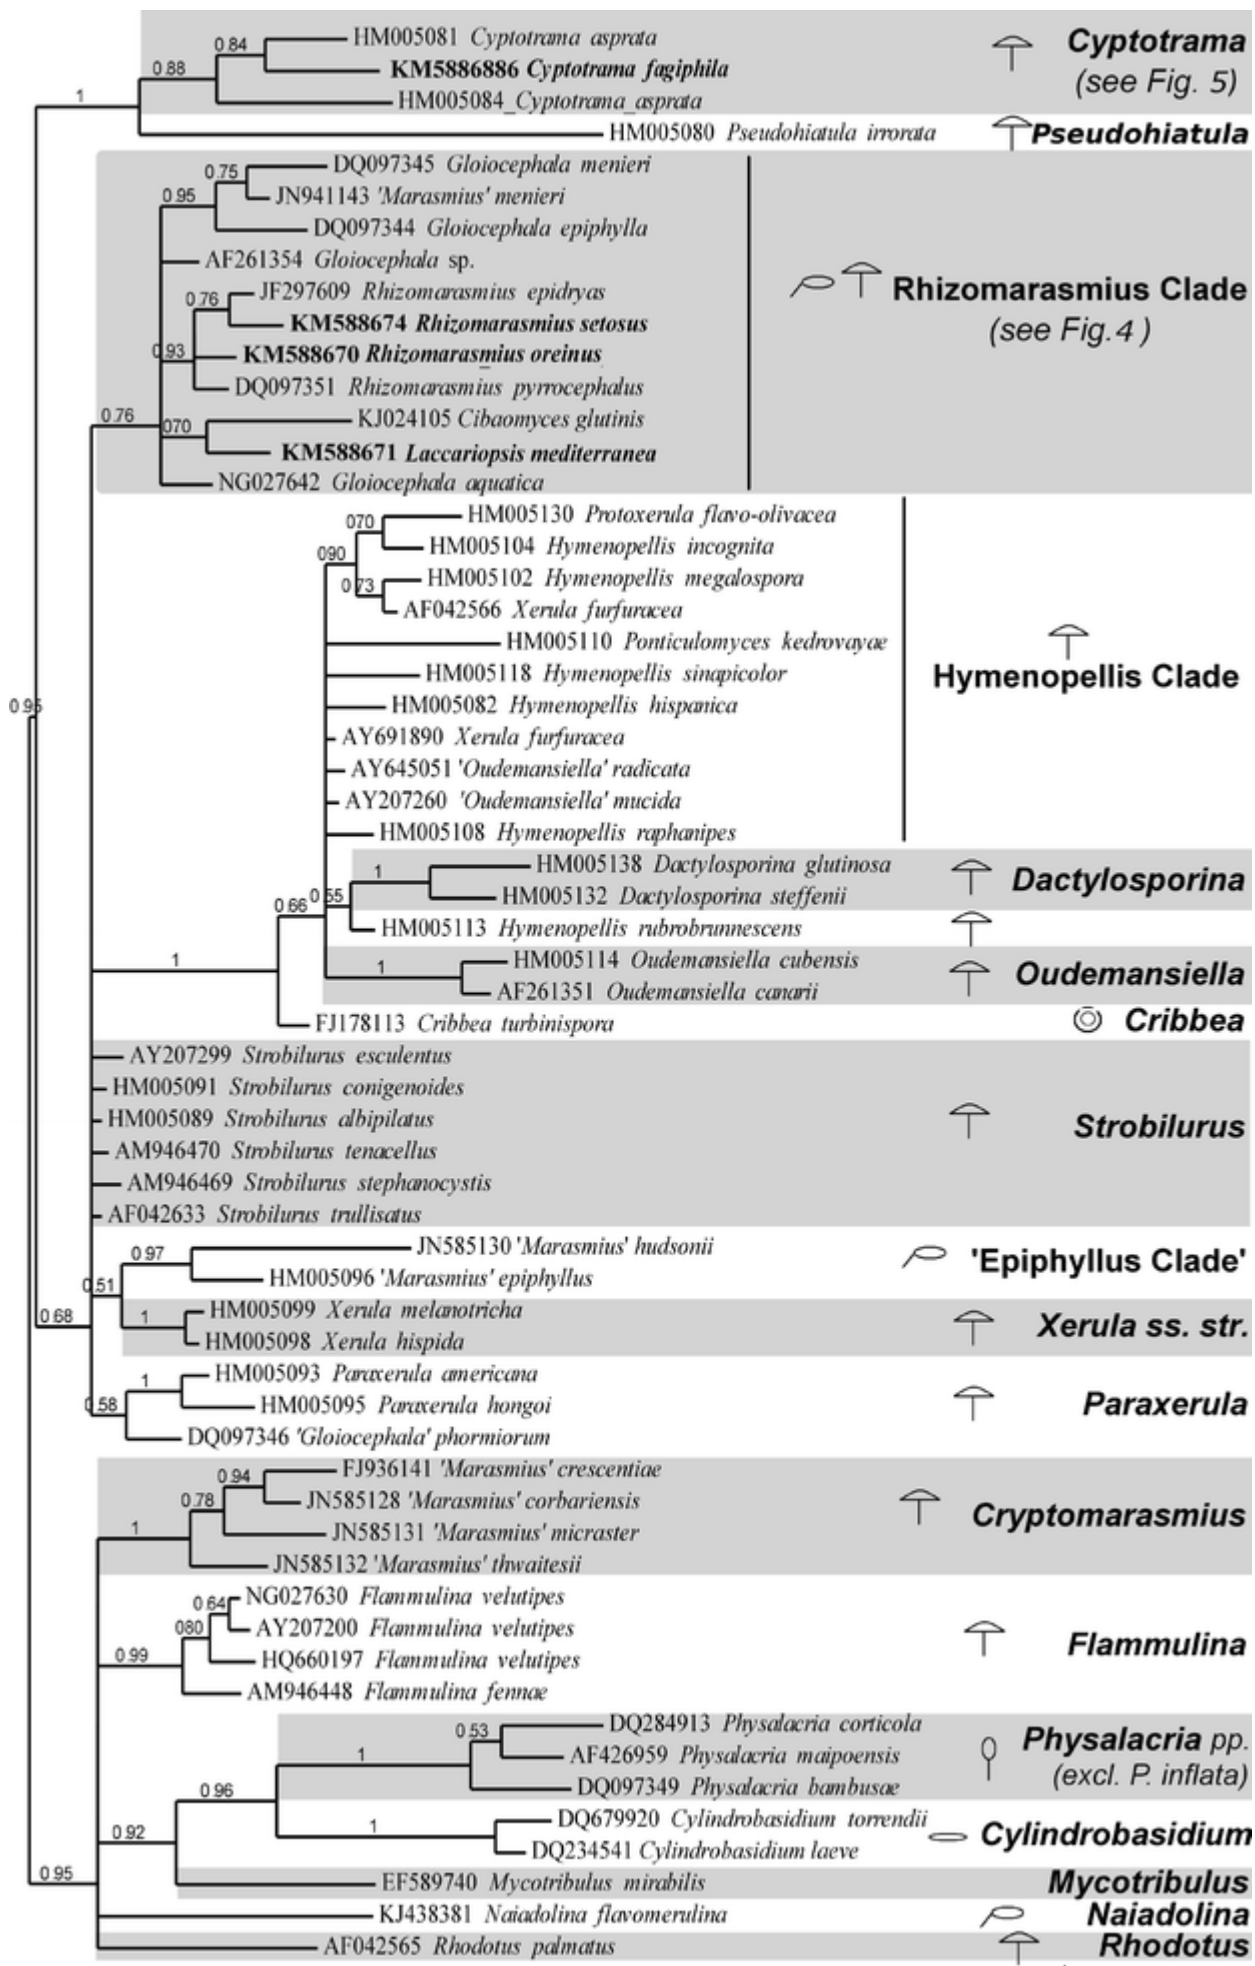 0.84
HM005081 Cyptotrama asprata
Cyptotrama
0.88
KM5886886 Cyptotrama fagiphila
(see Fig. 5)
1
HM005084_Cyptotrama_asprata
HM005080 Pseudohiatula irrorata
Pseudohiatula
DQ097345 Gloiocephala menieri
0.75
0.95
JN941143 'Marasmius' menieri
DQ097344 Gloiocephala epiphylla
AF261354 Gloiocephala sp.
JF297609 Rhizomarasmius epidryas
Rhizomarasmius Clade
0.76
KM588674 Rhizomarasmius setosus
(see Fig.4 )
0.93
KM588670 Rhizomarasmius oreinus
DQ097351 Rhizomarasmius pyrrocephalus
0.76
KJ024105 Cibaomyces glutinis
070
KM588671 Laccariopsis mediterranea
NG027642 Gloiocephala aquatica
HM005130 Protoxerula flavo-olivacea
070
HM005104 Hymenopellis incognita
090
HM005102 Hymenopellis megalospora
0.73
AF042566 Xerula furfuracea
HM005110 Ponticulomyces kedrovayae
HM005118 Hymenopellis sinapicolor
Hymenopellis Clade
HM005082 Hymenopellis hispanica
0.95
AY691890 Xerula furfuracea
AY645051 'Oudemansiella' radicata
AY207260 'Oudemansiella' mucida
HM005108 Hymenopellis raphanipes
HM005138 Dactylosporina glutinosa
1
Dactylosporina
HM005132 Dactylosporina steffenii
0.66
0.55
HM005113 Hymenopellis rubrobrunnescens
1
HM005114 Oudemansiella cubensis
1
Oudemansiella
AF261351 Oudemansiella canarii
FJ178113 Cribbea turbinispora
Cribbea
AY207299 Strobilurus esculentus
HM005091 Strobilurus conigenoides
HM005089 Strobilurus albipilatus
Strobilurus
AM946470 Strobilurus tenacellus
AM946469 Strobilurus stephanocystis
AF042633 Strobilurus trullisatus
0.97
JN585130 'Marasmius' hudsonii
'Epiphyllus Clade'
HM005096 'Marasmius' epiphyllus
0.51
HM005099 Xerula melanotricha
0.68
1
Xerula ss. str.
HM005098 Xerula hispida
HM005093 Paraxerula americana
1
HM005095 Paraxerula hongoi
Paraxerula
0.58
DQ097346 'Gloiocephala' phormiorum
FJ936141 'Marasmius' crescentiae
0.94
JN585128 'Marasmius' corbariensis
0.78
Cryptomarasmius
1
JN585131 'Marasmius' micraster
JN585132 'Marasmius' thwaitesii
NG027630 Flammulina velutipes
0.64
AY207200 Flammulina velutipes
080
Flammulina
0.99
HQ660197 Flammulina velutipes
AM946448 Flammulina fennae
DQ284913 Physalacria corticola
0.53
Physalacria pp.
1
AF426959 Physalacria maipoensis
(excl. P. inflata)
0.96
DQ097349 Physalacria bambusae
DQ679920 Cylindrobasidium torrendii
1
Cylindrobasidium
0.92
DQ234541 Cylindrobasidium laeve
0.95
EF589740 Mycotribulus mirabilis
Mycotribulus
KJ438381 Naiadolina flavomerulina
Naiadolina
AF042565 Rhodotus palmatus
Rhodotus